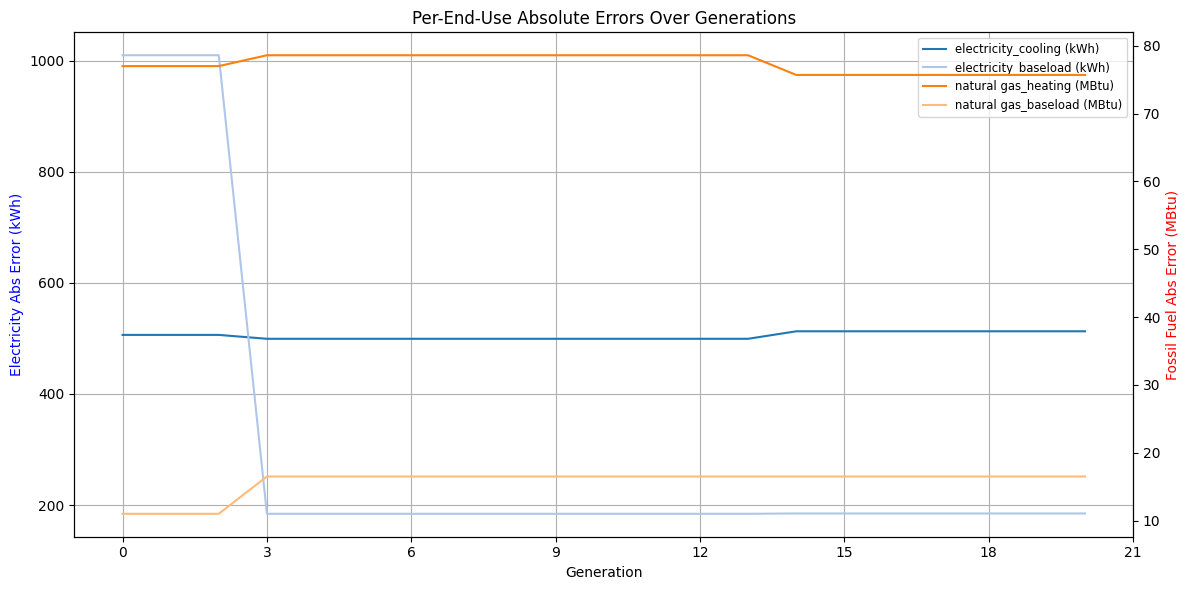 Per-End-Use Absolute Errors Over Generations
electricity_cooling (kWh)
electricity_baseload (kWh)
natural gas_heating (MBtu)
natural gas_baseload (MBtu)
Electricity Abs Error (kWh)
1000
800
600
400
200
Fossil Fuel Abs Error (MBtu)
80
70
60
50
40
30
20
10
0 3 6 9 12 15 18 21
Generation